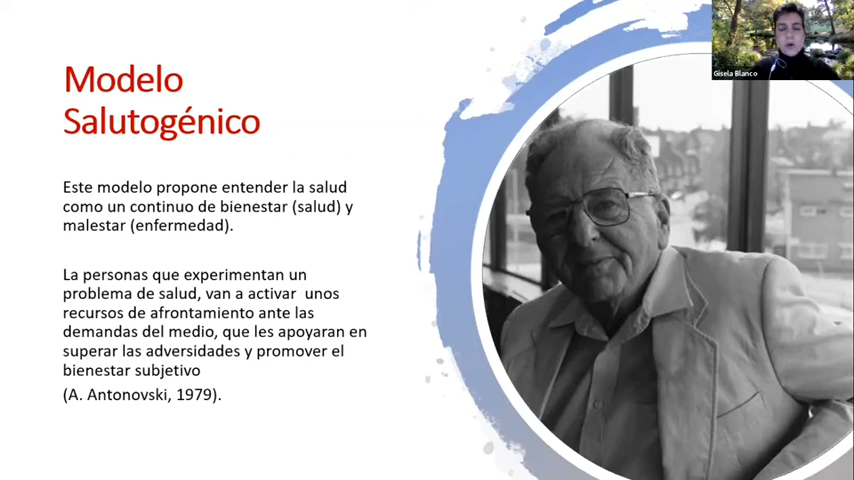 Modelo
Salutogénico
Este modelo propone entender la salud
como un continuo de bienestar (salud) y
malestar (enfermedad).
La personas que experimentan un
problema de salud, van a activar unos
recursos de afrontamiento ante las
demandas del medio, que les apoyaran en
superar las adversidades y promover el
bienestar subjetivo
(A. Antonovski, 1979).
Gisela Blanco